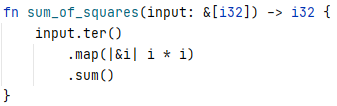 fn sum_of_squares(input: &[i32]) -> i32 {
    input.ter()
        .map(|&i| i * i)
        .sum()
}